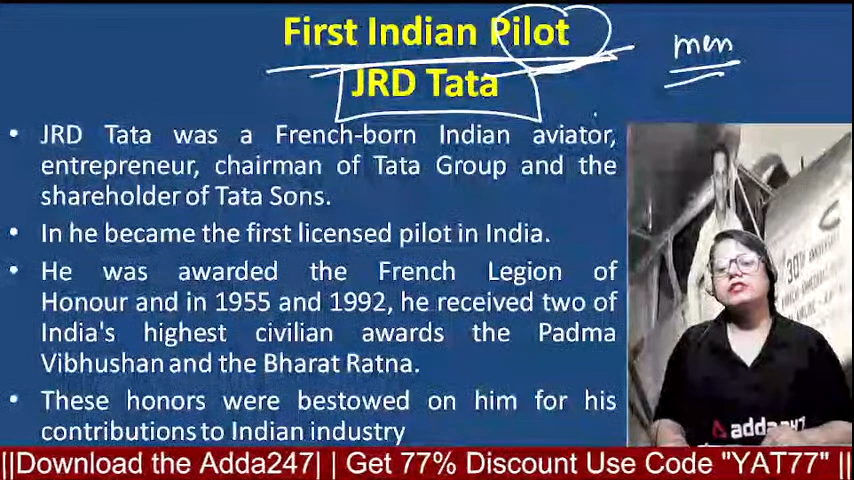 First Indian Pilot
men
JRD Tata
• JRD Tata was a French-born Indian aviator,
entrepreneur, chairman of Tata Group and the
shareholder of Tata Sons.
• In he became the first licensed pilot in India.
• He was awarded the French Legion of
Honour and in 1955 and 1992, he received two of
India's highest civilian awards the Padma
Vibhushan and the Bharat Ratna.
• These honors were bestowed on him for his
contributions to Indian industry
30TH ANNIVERSARY
adda247
||Download the Adda247| | Get 77% Discount Use Code "YAT77" ||